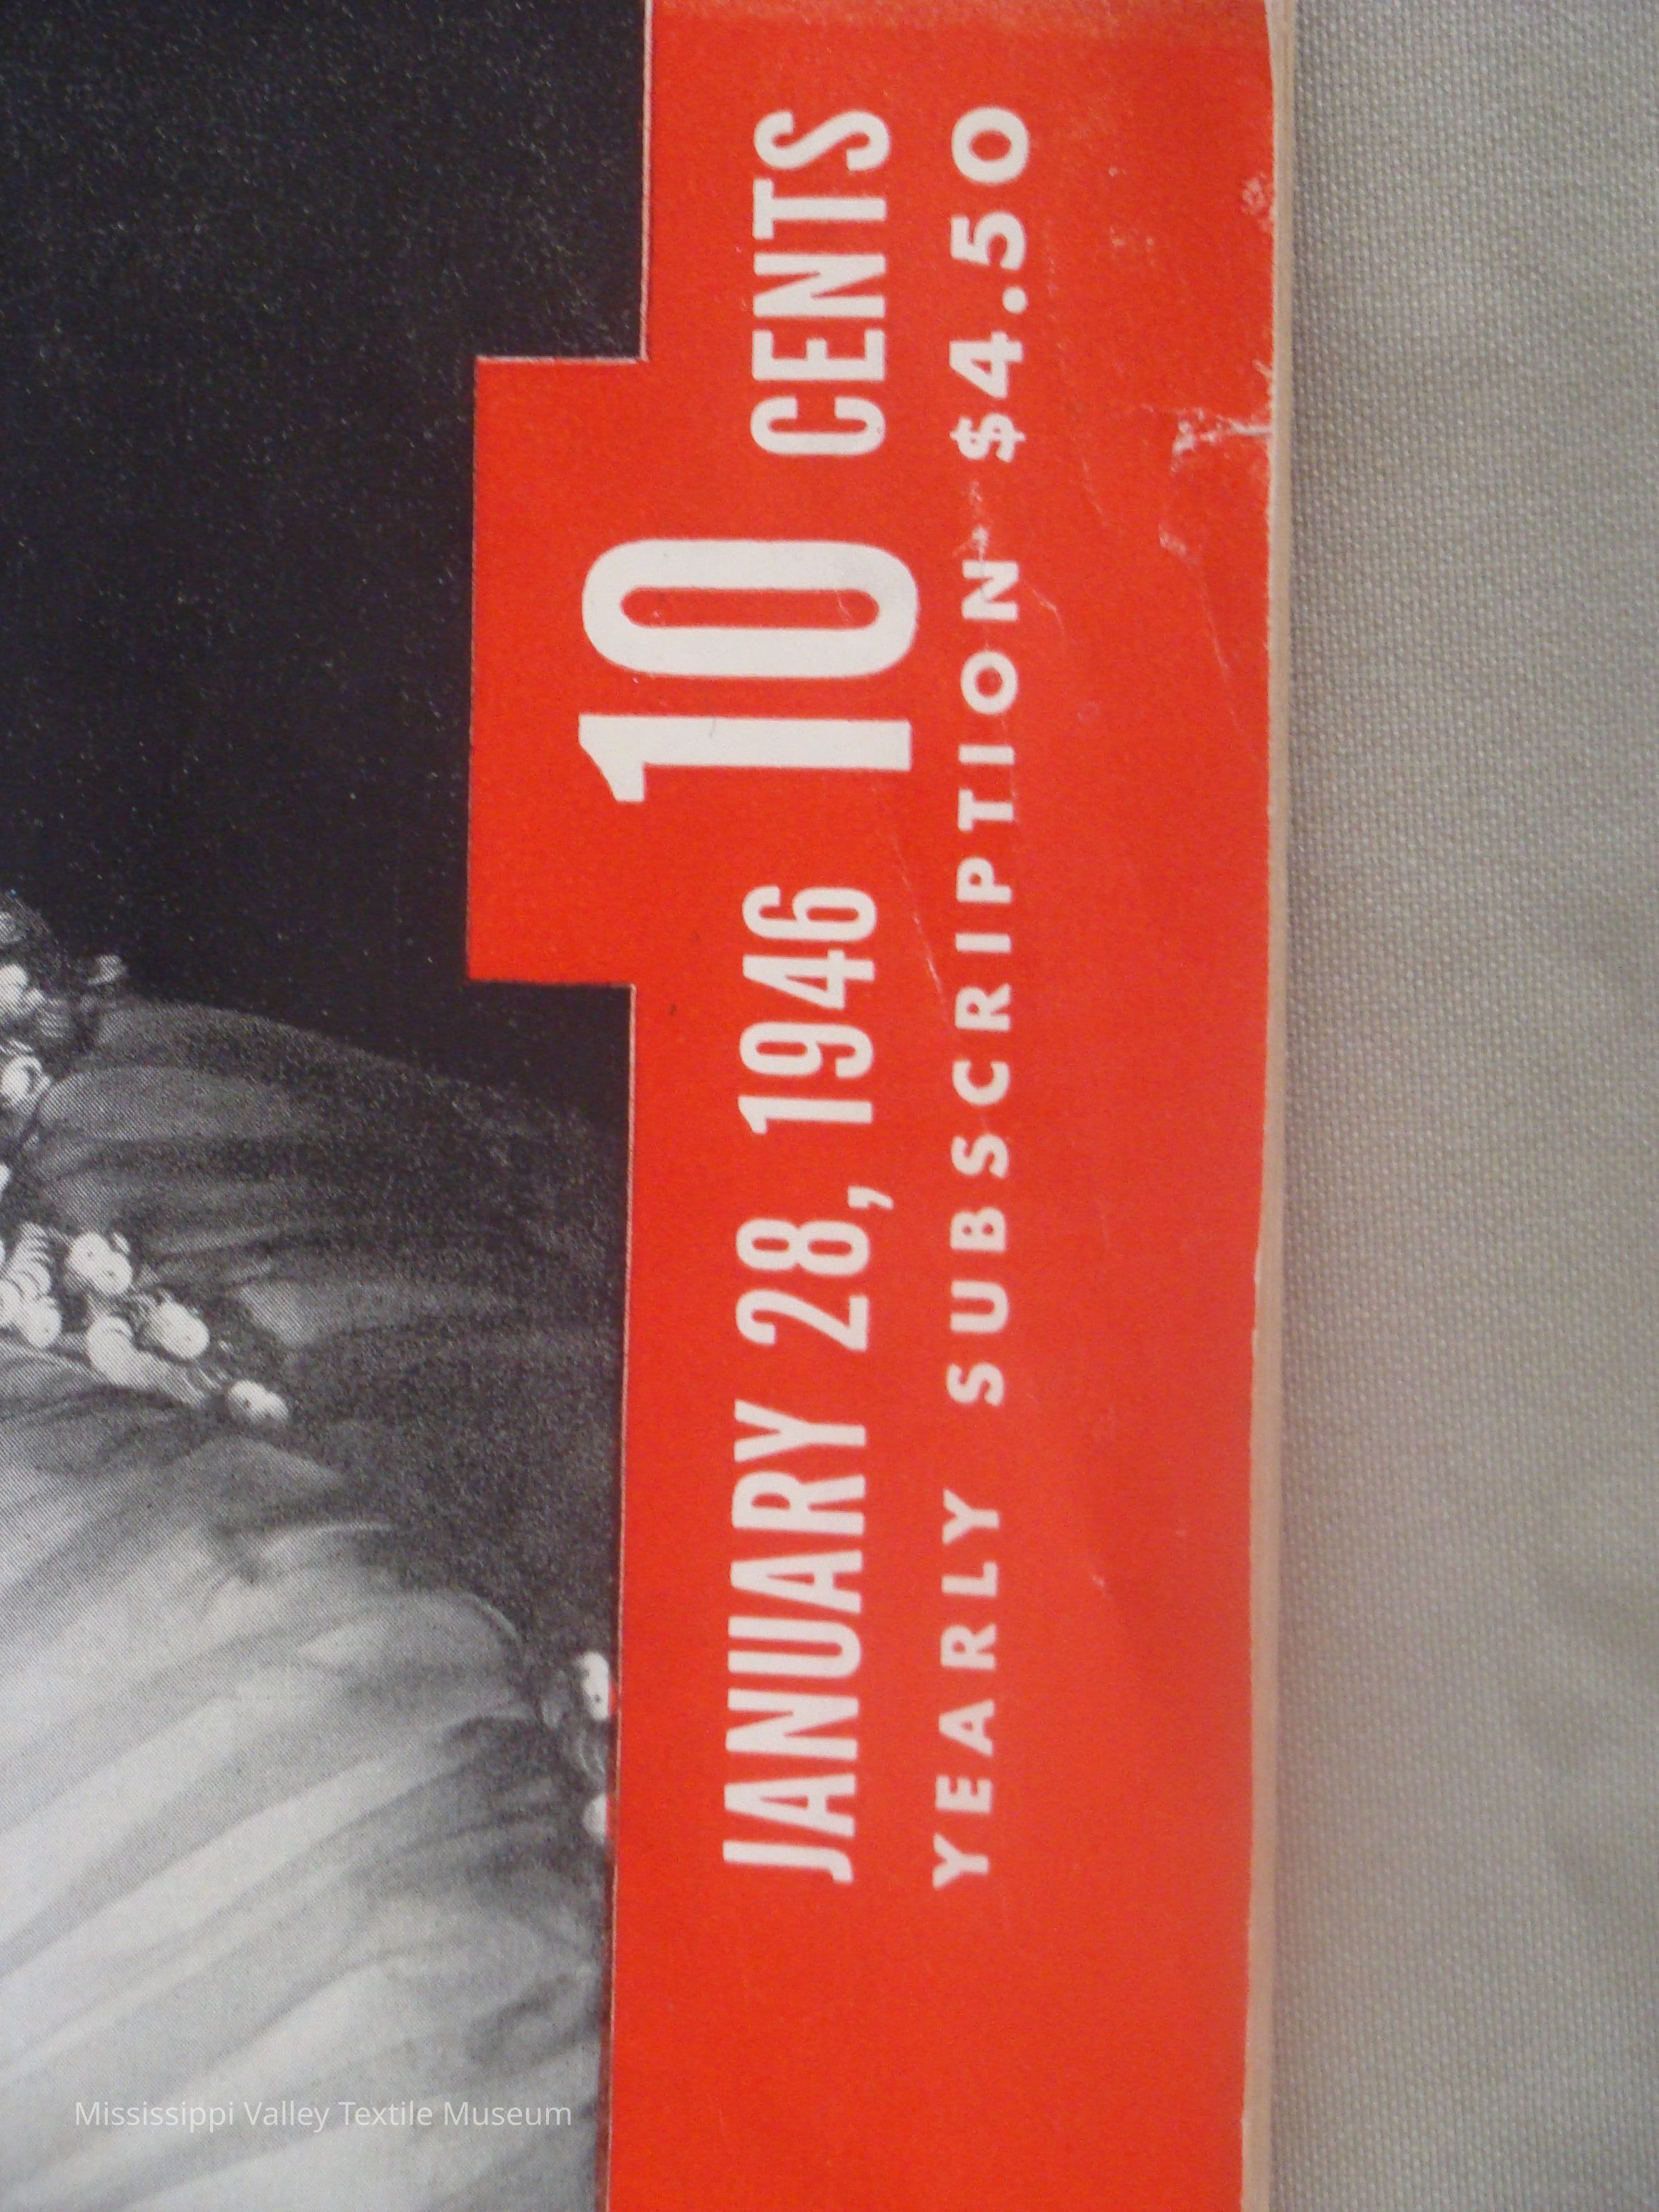 JANUARY 28, 1946 10 CENTS
YEARLY SUBSCRIPTION $4.50
Mississippi Valley Textile Museum